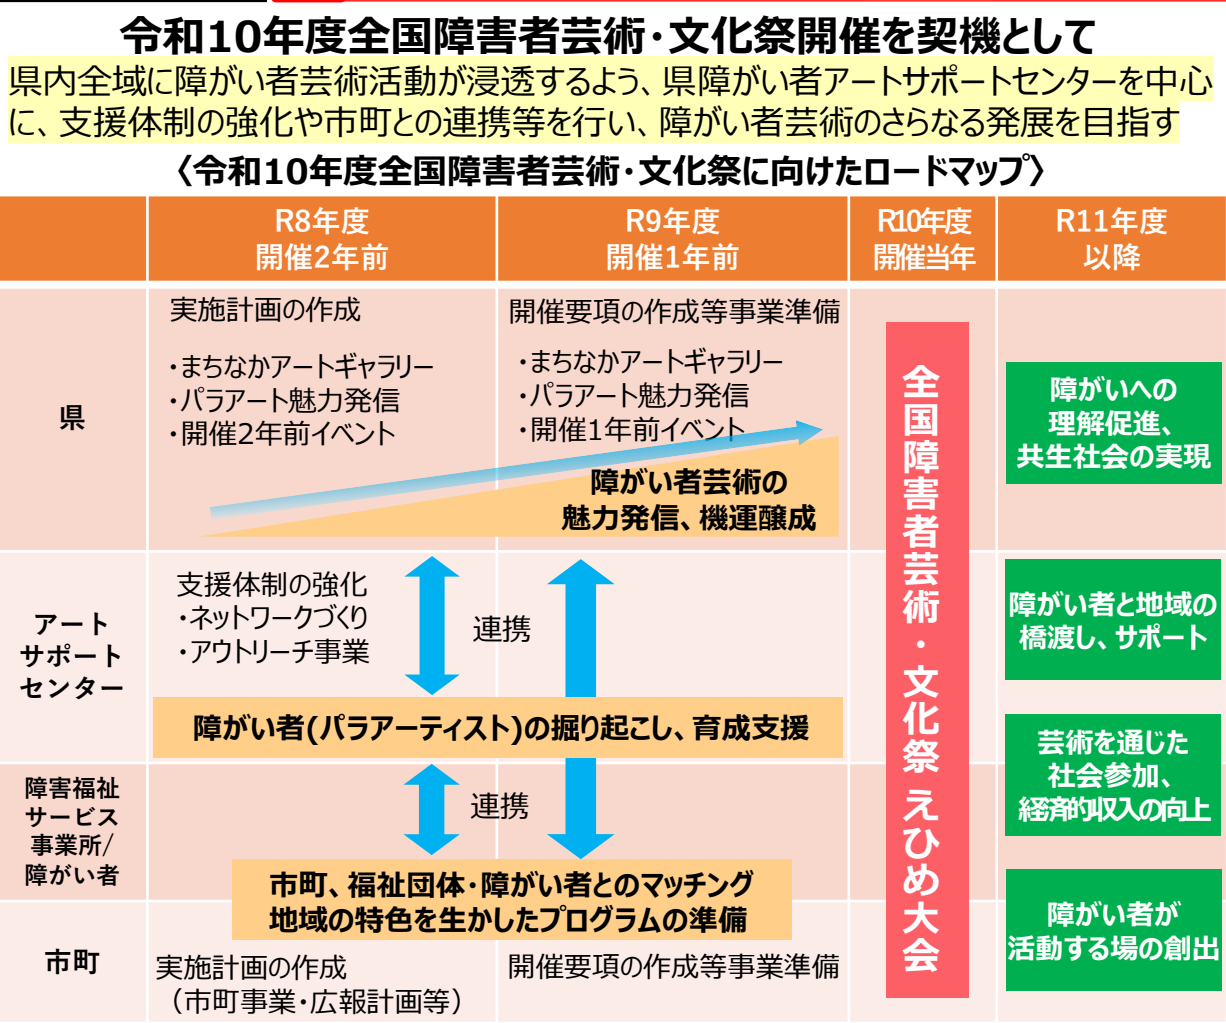 令和10年度全国障害者芸術・文化祭開催を契機として
県内全域に障がい者芸術活動が浸透するよう、県障がい者アートサポートセンターを中心
に、支援体制の強化や市町との連携等を行い、障がい者芸術のさらなる発展を目指す
〈令和10年度全国障害者芸術・文化祭に向けたロードマップ〉
R8年度
開催2年前
R9年度
開催1年前
R10年度
開催当年
R11年度
以降
県
実施計画の作成
・まちなかアートギャラリー
・パラアート魅力発信
・開催2年前イベント
開催要項の作成等事業準備
・まちなかアートギャラリー
・パラアート魅力発信
・開催1年前イベント
障がい者芸術の
魅力発信、機運醸成
全国障害者芸術・文化祭 えひめ大会
障がいへの
理解促進、
共生社会の実現
アート
サポート
センター
支援体制の強化
・ネットワークづくり
・アウトリーチ事業
連携
障がい者(パラアーティスト)の掘り起こし、育成支援
障がい者と地域の
橋渡し、サポート
障害福祉
サービス
事業所/
障がい者
連携
市町、福祉団体・障がい者とのマッチング
地域の特色を生かしたプログラムの準備
芸術を通じた
社会参加、
経済的収入の向上
市町
実施計画の作成
（市町事業・広報計画等）
開催要項の作成等事業準備
障がい者が
活動する場の創出